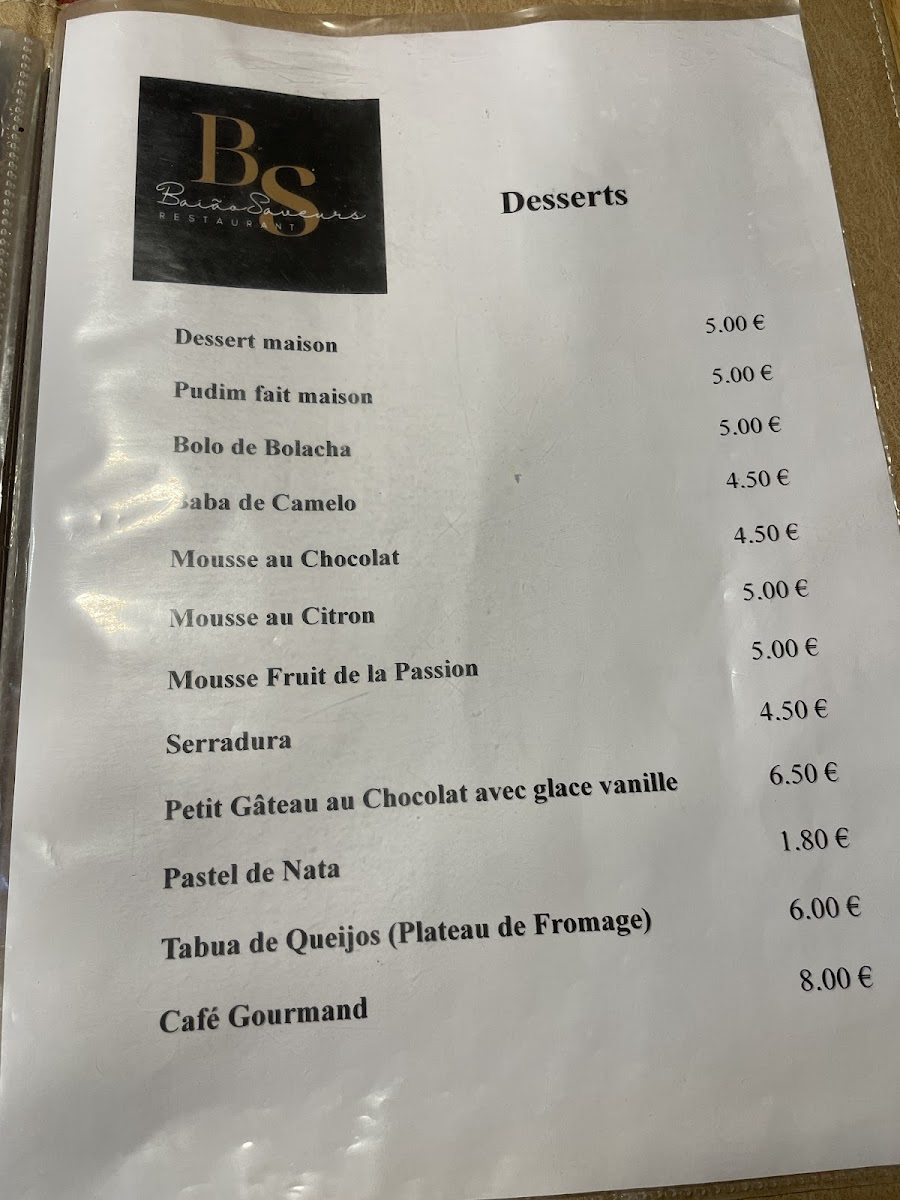 BS
Baião Saveurs
RESTAURANT
Desserts
Dessert maison 5.00 €
Pudim fait maison 5.00 €
Bolo de Bolacha 5.00 €
Baba de Camelo 4.50 €
Mousse au Chocolat 4.50 €
Mousse au Citron 5.00 €
Mousse Fruit de la Passion 5.00 €
Serradura 4.50 €
Petit Gâteau au Chocolat avec glace vanille 6.50 €
Pastel de Nata 1.80 €
Tabua de Queijos (Plateau de Fromage) 6.00 €
Café Gourmand 8.00 €